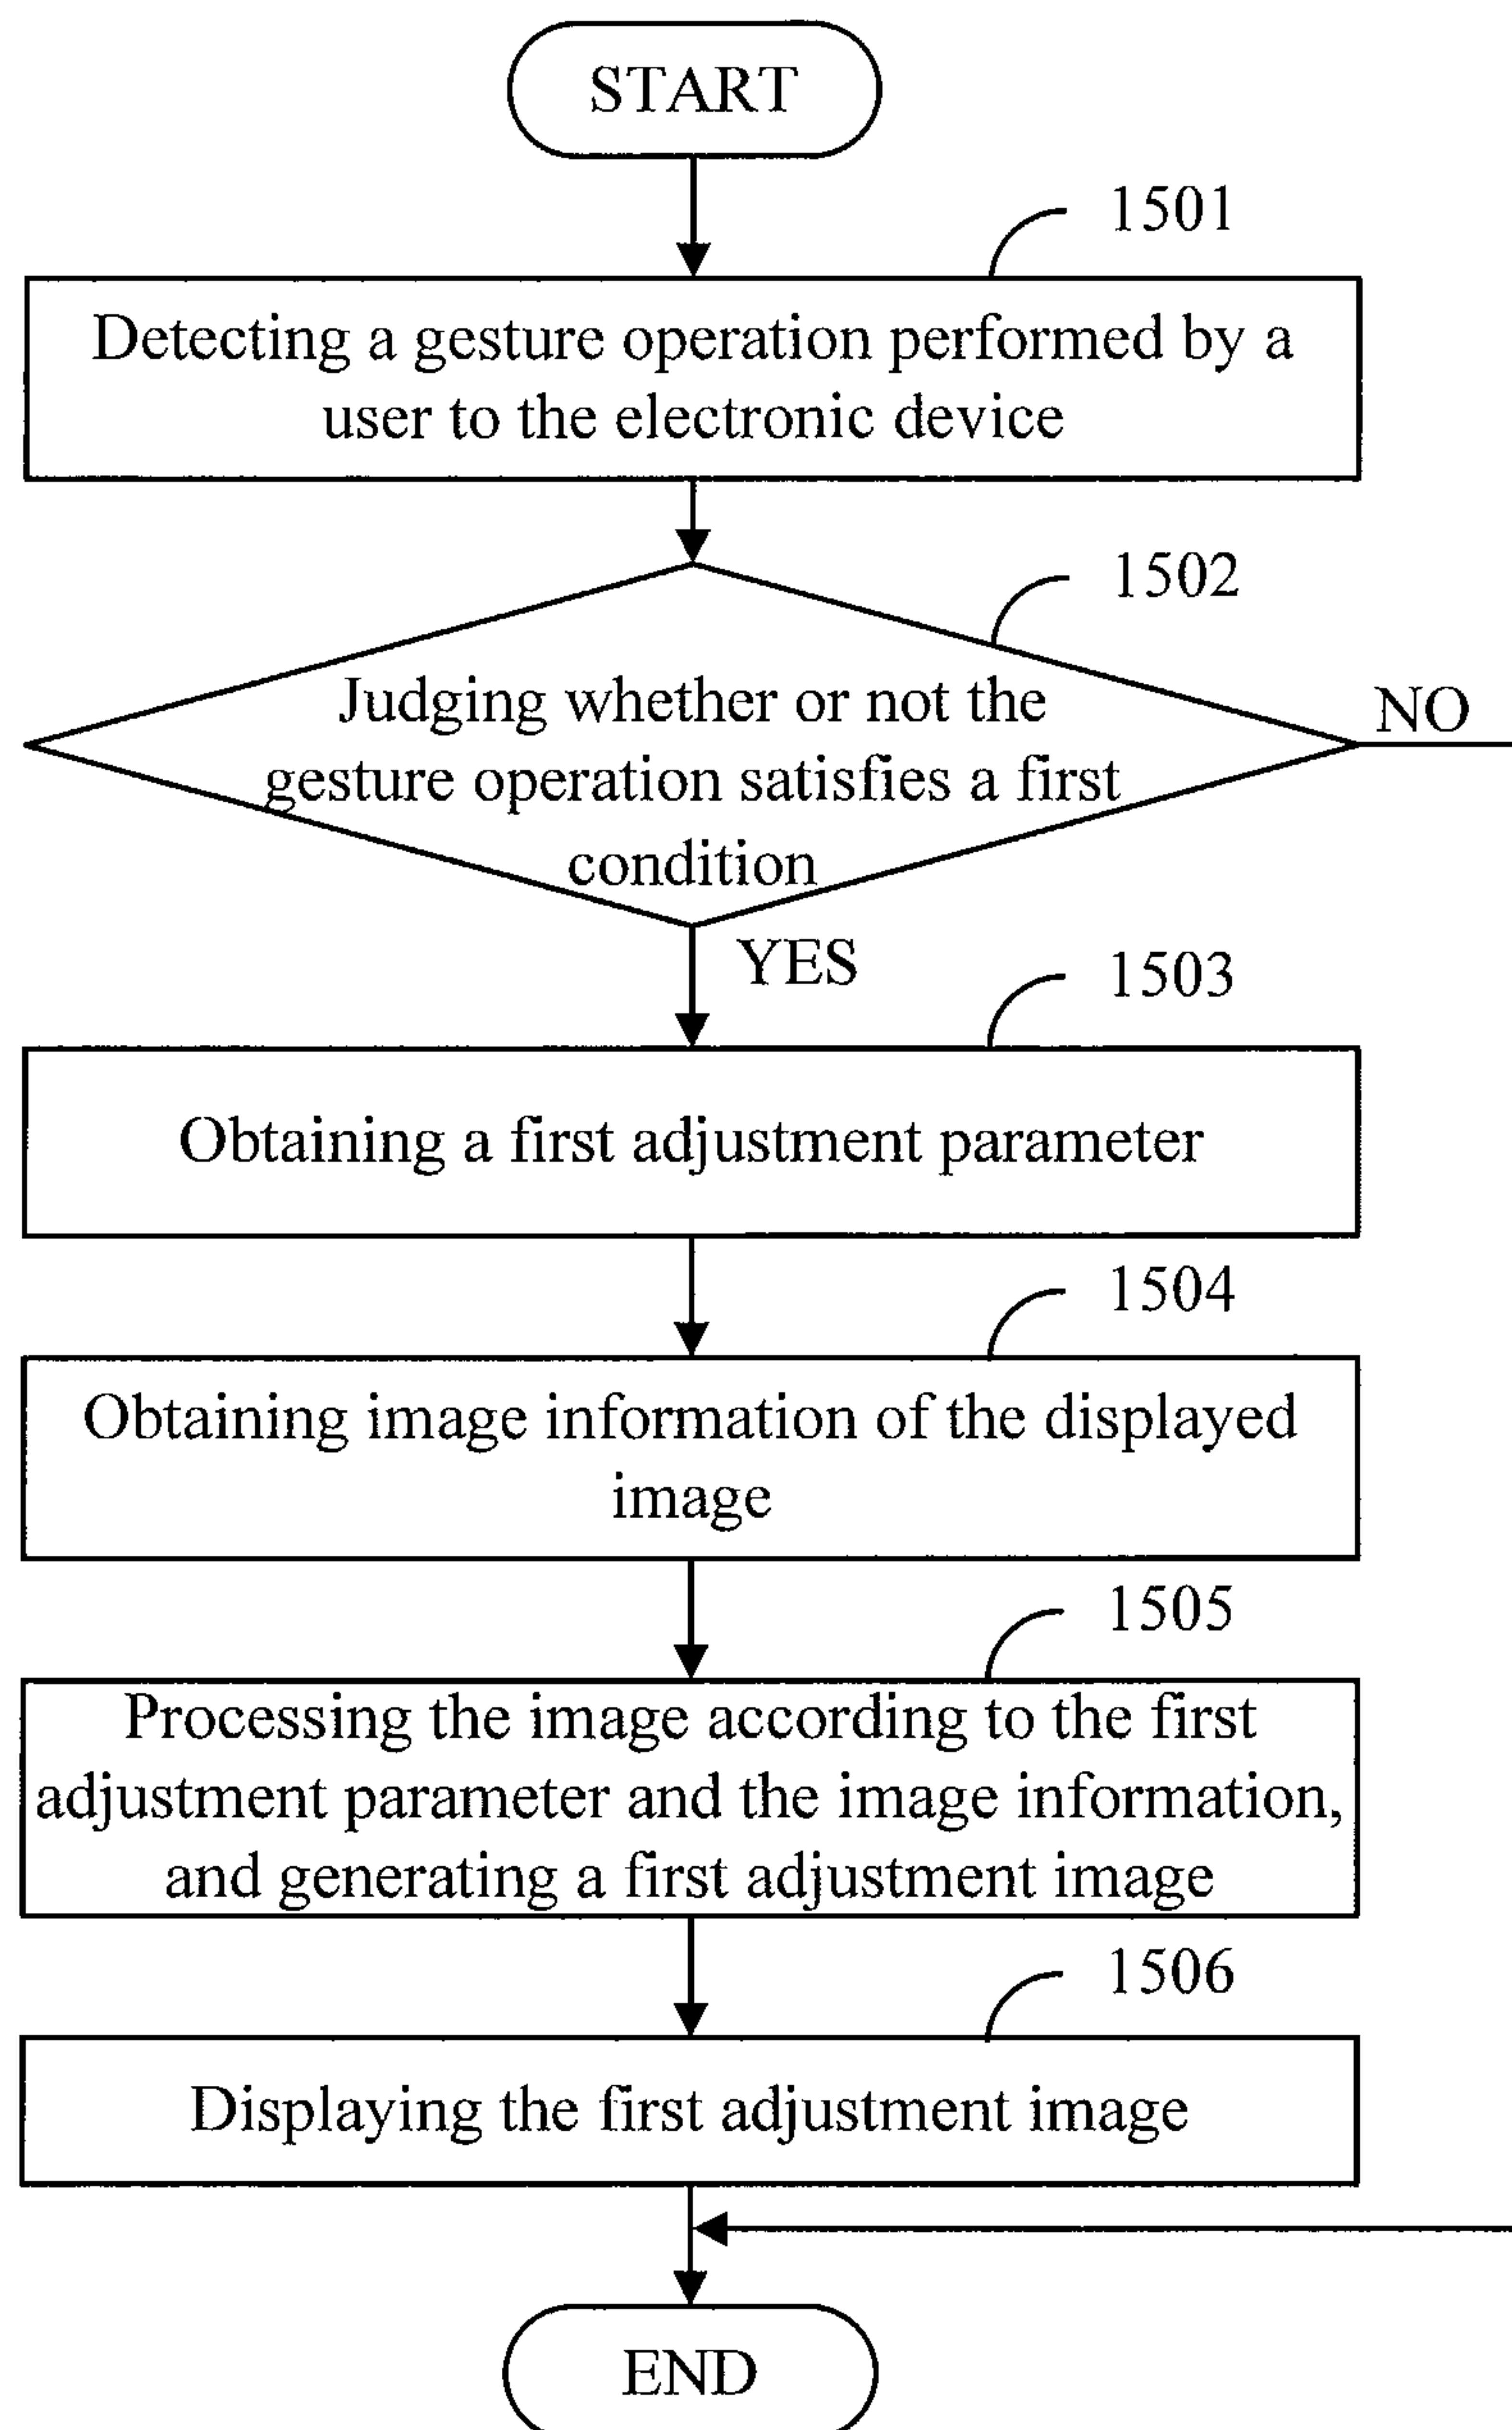 START
1501
Detecting a gesture operation performed by a
user to the electronic device
1502
Judging whether or not the
gesture operation satisfies a first
condition
NO
YES
1503
Obtaining a first adjustment parameter
1504
Obtaining image information of the displayed
image
1505
Processing the image according to the first
adjustment parameter and the image information,
and generating a first adjustment image
1506
Displaying the first adjustment image
END